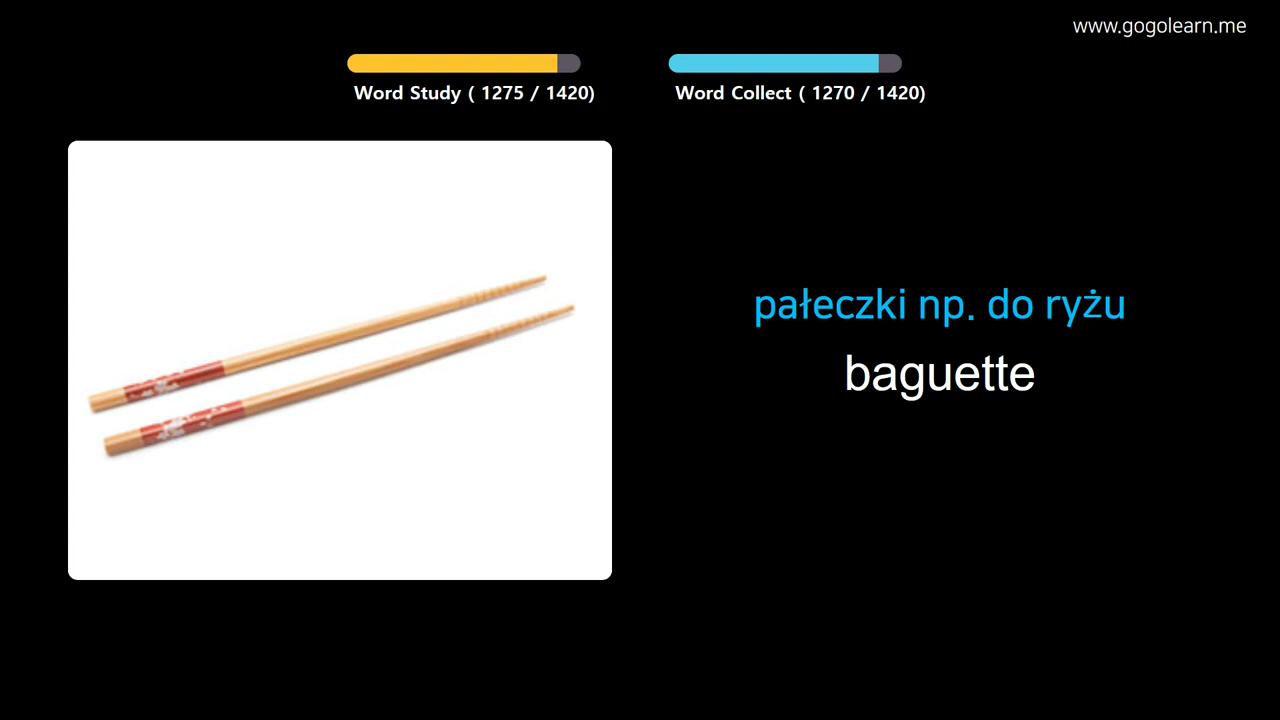 www.gogolearn.me
Word Study ( 1275 / 1420)
Word Collect ( 1270 / 1420)
pałeczki np. do ryżu
baguette